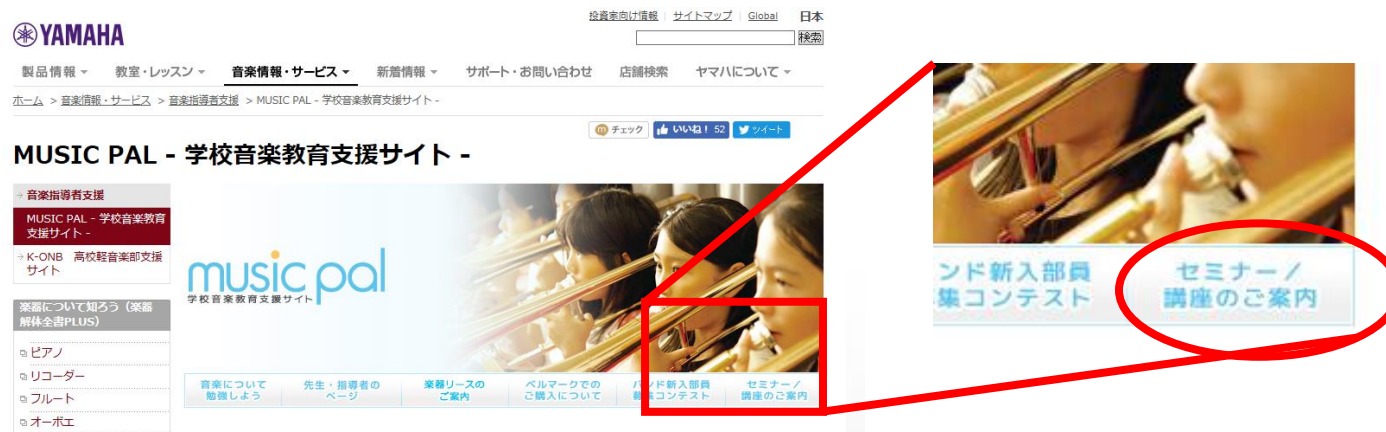 投資家向け情報 サイトマップ Global 日本
YAMAHA
検索
製品情報 教室・レッスン 音楽情報・サービス 新着情報 サポート・お問い合わせ 店舗検索 ヤマハについて
ホーム > 音楽情報・サービス > 音楽指導者支援 > MUSIC PAL - 学校音楽教育支援サイト -
チェック いいね! 52 ツイート
MUSIC PAL - 学校音楽教育支援サイト -
音楽指導者支援
MUSIC PAL - 学校音楽教育
支援サイト -
K-ONB 高校軽音楽部支援
サイト
楽器について知ろう(楽器
解体全書PLUS)
ピアノ
リコーダー
フルート
オーボエ
music pal
学校音楽教育支援サイト
音楽について
勉強しよう
先生・指導者の
ページ
楽器リースの
ご案内
ベルマークでの
ご購入について
バンド新入部員
募集コンテスト
セミナー/
講座のご案内
ンド新入部員
集コンテスト
セミナー/
講座のご案内